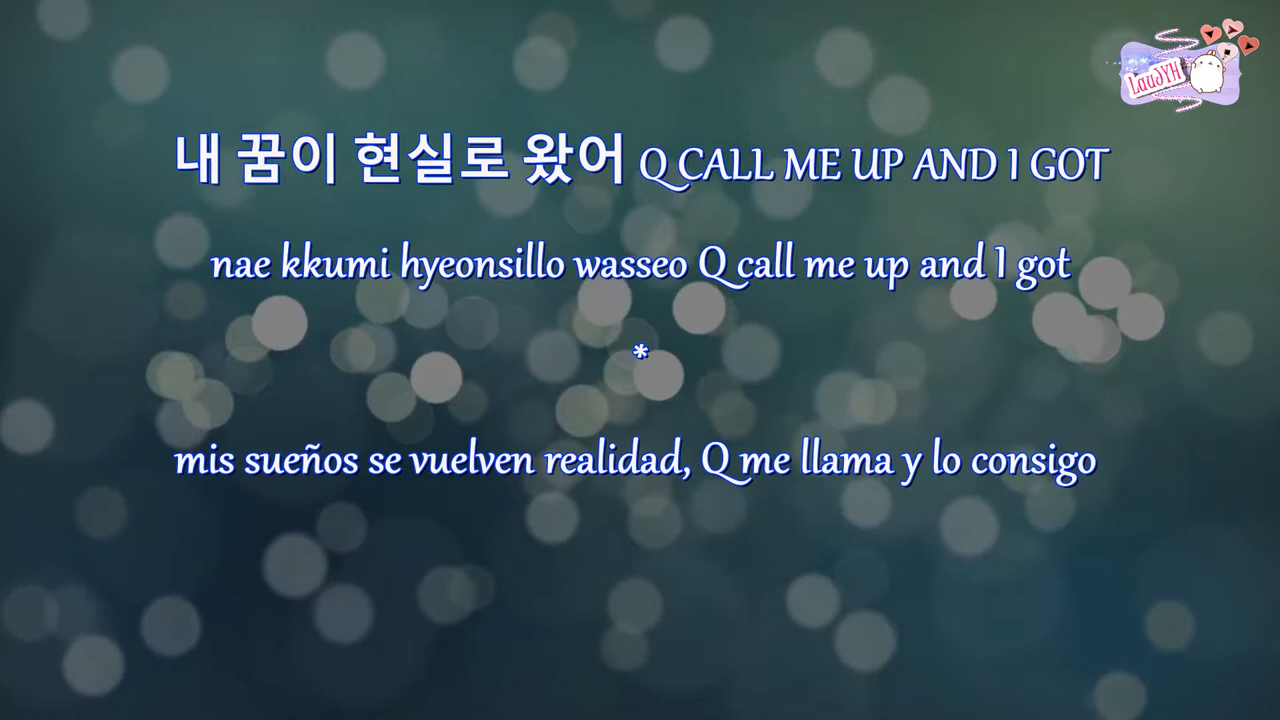 LauJYH
내 꿈이 현실로 왔어 Q CALL ME UP AND I GOT
nae kkumi hyeonsillo wasseo Q call me up and I got
*
mis sueños se vuelven realidad, Q me llama y lo consigo